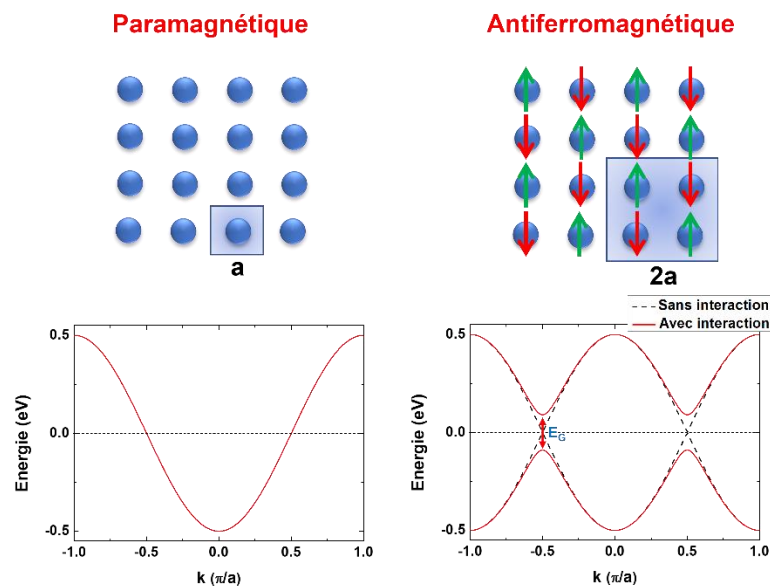 Paramagnétique
Antiferromagnétique
a
2a
Sans interaction
Avec interaction
0.5
0.0
-0.5
Energie (eV)
-1.0 -0.5 0.0 0.5 1.0
k (π/a)
0.5
0.0
-0.5
Energie (eV)
E_G
-1.0 -0.5 0.0 0.5 1.0
k (π/a)